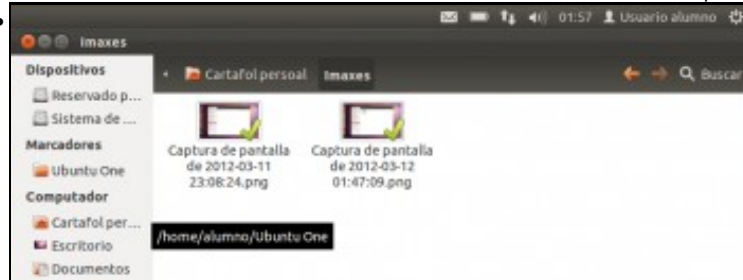 01:57 Usuario alumno
Imaxes
Dispositivos
Cartafol persoal Imaxes Buscar
Reservado p...
Sistema de ...
Marcadores
Ubuntu One
Computador
Cartafol per...
Escritorio
Documentos
Captura de pantalla
de 2012-03-11
23:08:24.png
Captura de pantalla
de 2012-03-12
01:47:09.png
/home/alumno/Ubuntu One